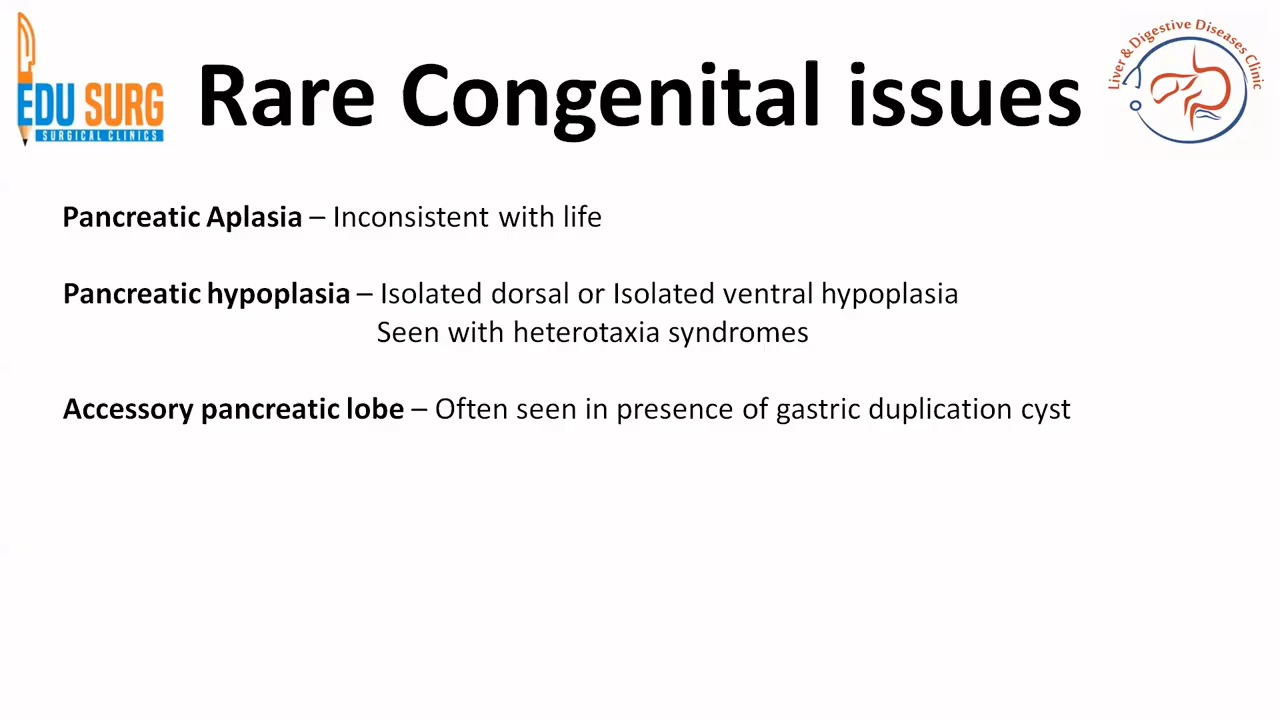 EDU SURG
SURGICAL CLINICS
Rare Congenital issues
Liver & Digestive Diseases Clinic
Pancreatic Aplasia – Inconsistent with life
Pancreatic hypoplasia – Isolated dorsal or Isolated ventral hypoplasia
Seen with heterotaxia syndromes
Accessory pancreatic lobe – Often seen in presence of gastric duplication cyst